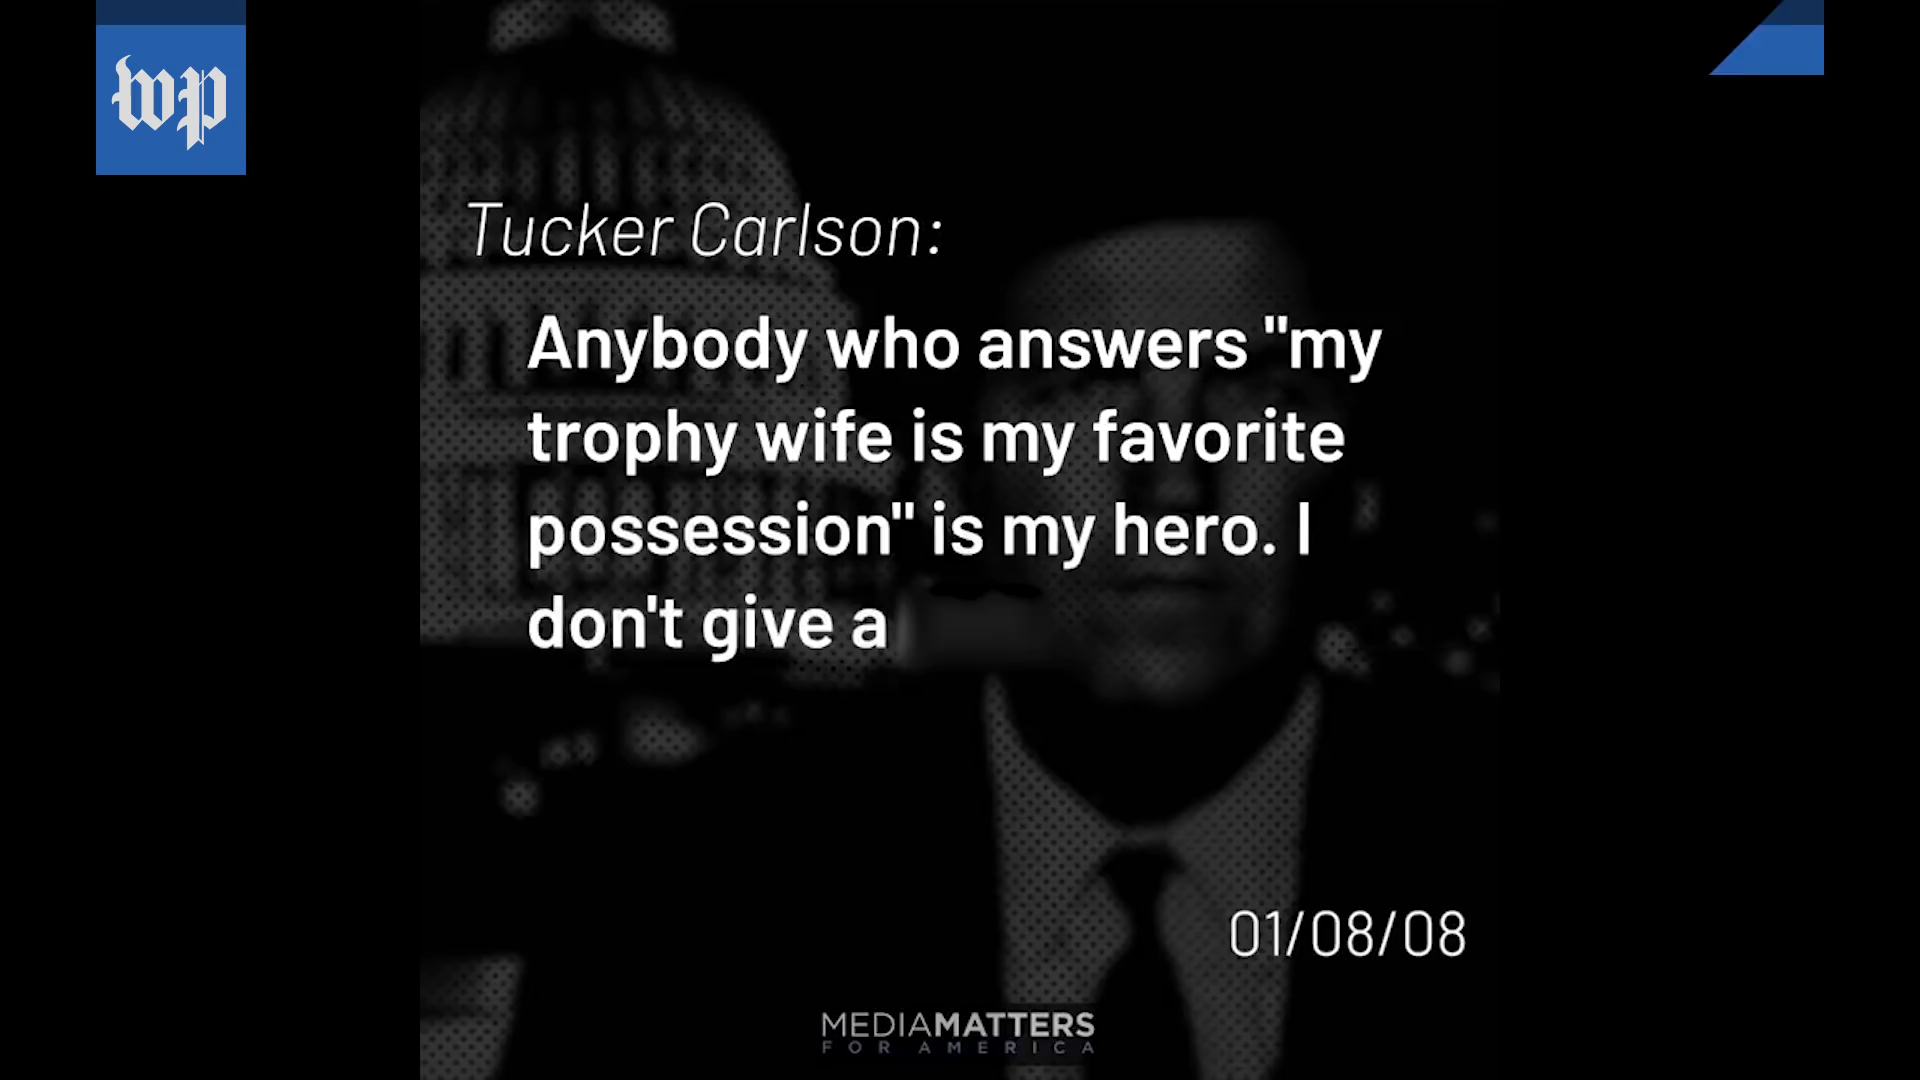 wp
Tucker Carlson:
Anybody who answers "my
trophy wife is my favorite
possession" is my hero. I
don't give a
01/08/08
MEDIAMATTERS
FOR AMERICA